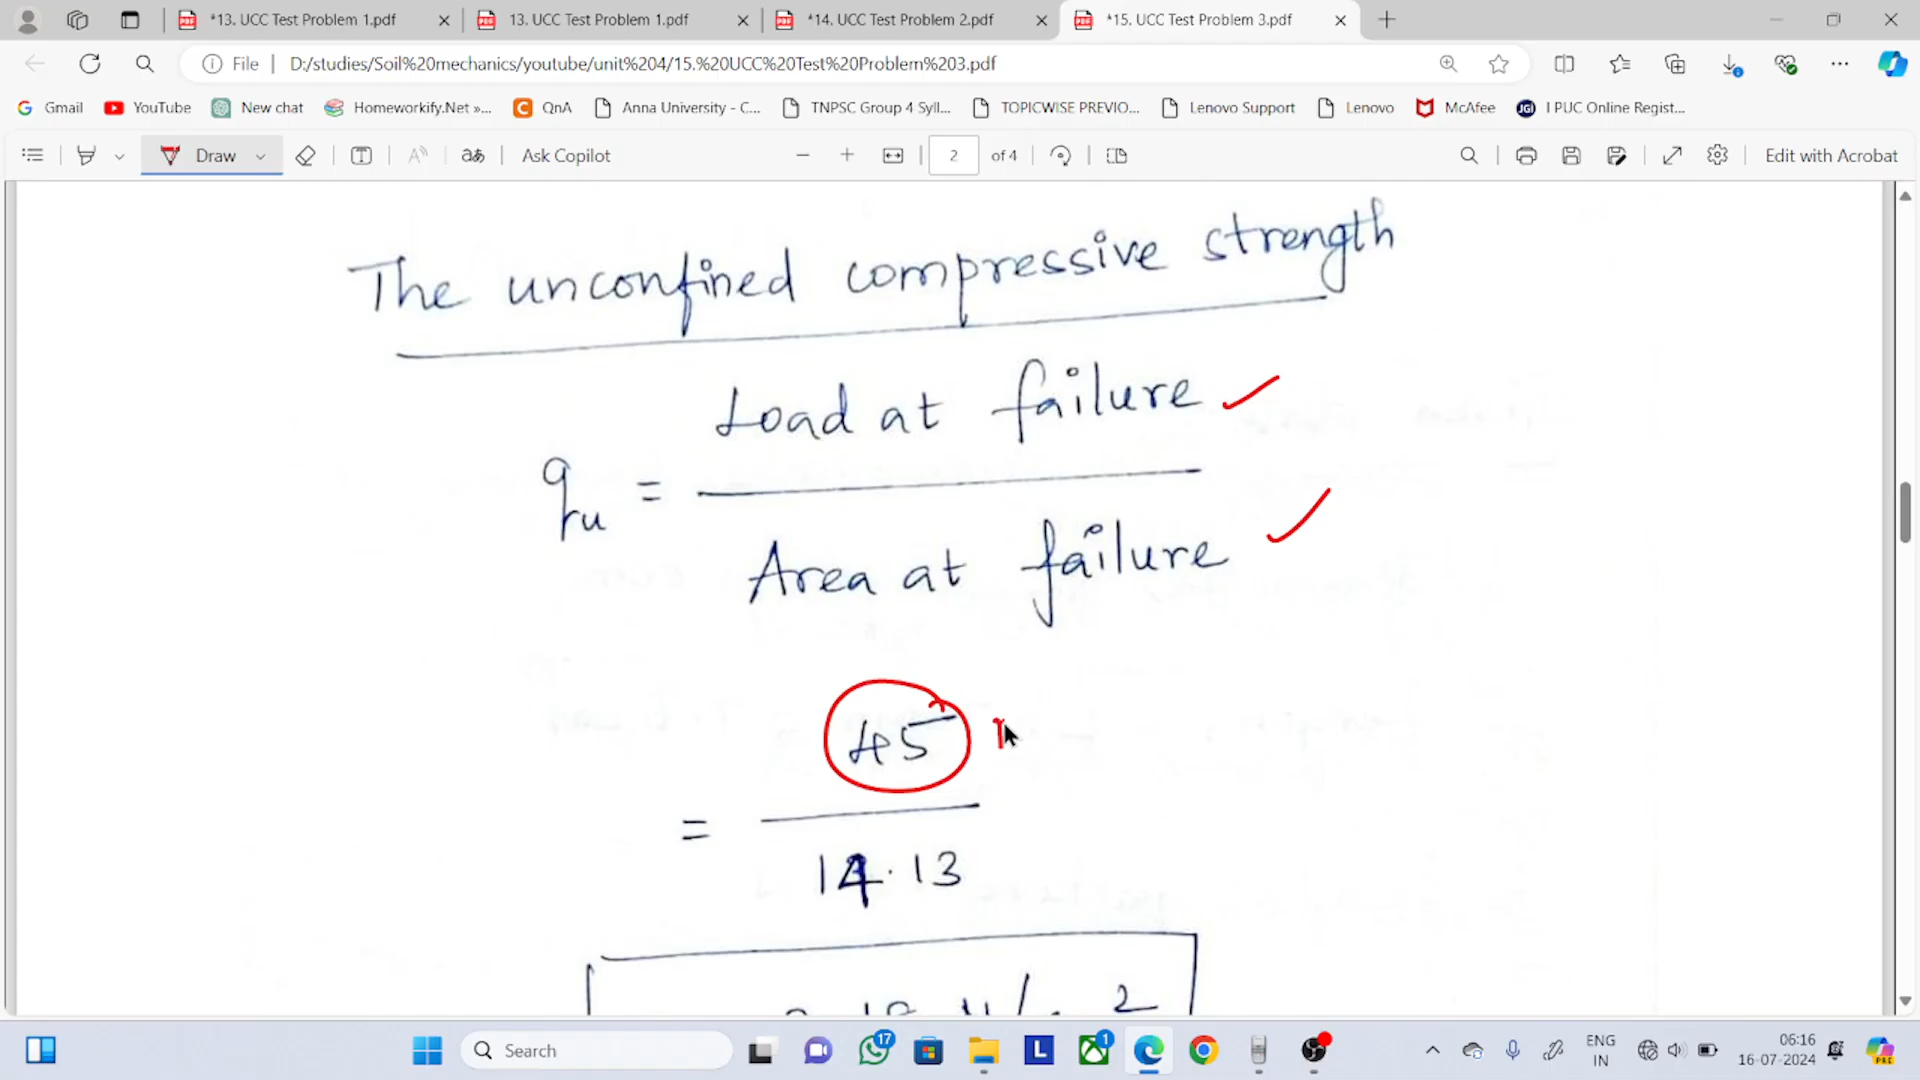 *13. UCC Test Problem 1.pdf
13. UCC Test Problem 1.pdf
*14. UCC Test Problem 2.pdf
*15. UCC Test Problem 3.pdf
File
D:/studies/Soil%20mechanics/youtube/unit%204/15.%20UCC%20Test%20Problem%203.pdf
Gmail
YouTube
New chat
Homeworkify.Net »...
QnA
Anna University - C...
TNPSC Group 4 Syll...
TOPICWISE PREVIO...
Lenovo Support
Lenovo
McAfee
I PUC Online Regist...
Draw
Ask Copilot
2 of 4
Edit with Acrobat
The unconfined compressive strength
Load at failure
qu =
Area at failure
45
=
14.13
Search
17
1
ENG
IN
06:16
16-07-2024